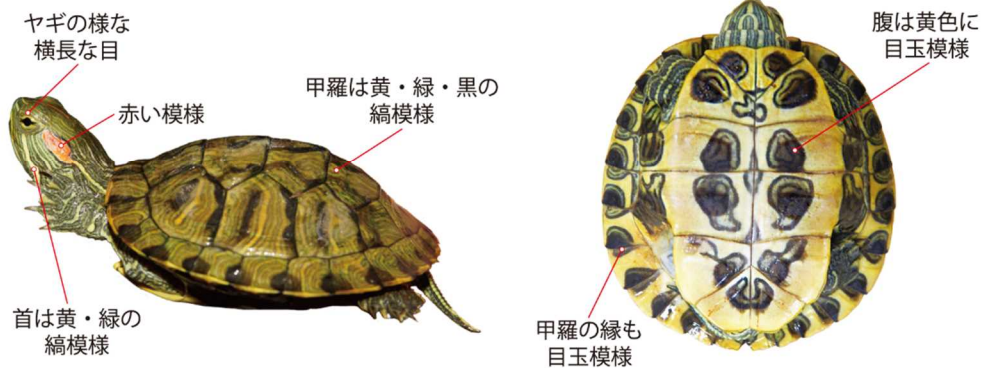 ヤギの様な
横長な目
赤い模様
甲羅は黄・緑・黒の
縞模様
首は黄・緑の
縞模様
腹は黄色に
目玉模様
甲羅の縁も
目玉模様